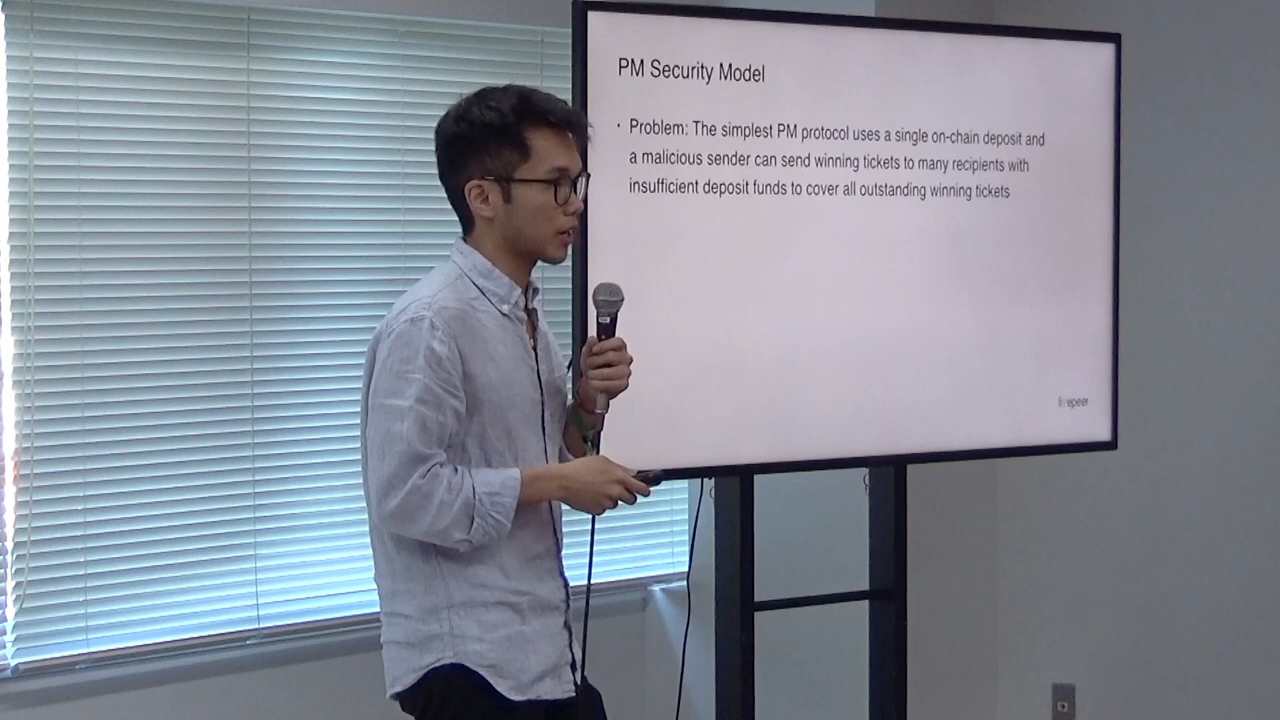 PM Security Model
· Problem: The simplest PM protocol uses a single on-chain deposit and
a malicious sender can send winning tickets to many recipients with
insufficient deposit funds to cover all outstanding winning tickets
livepeer